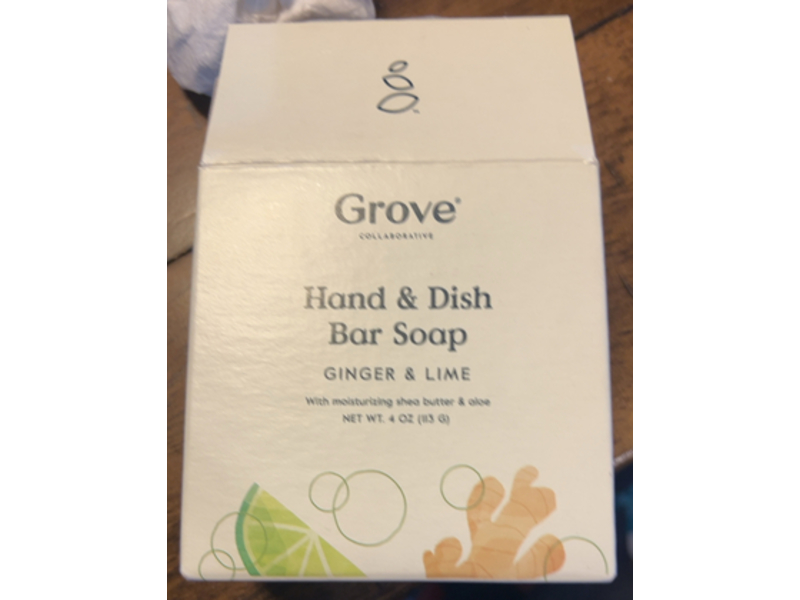 Grove®
COLLABORATIVE
Hand & Dish
Bar Soap
GINGER & LIME
With moisturizing shea butter & aloe
NET WT. 4 OZ (113 G)